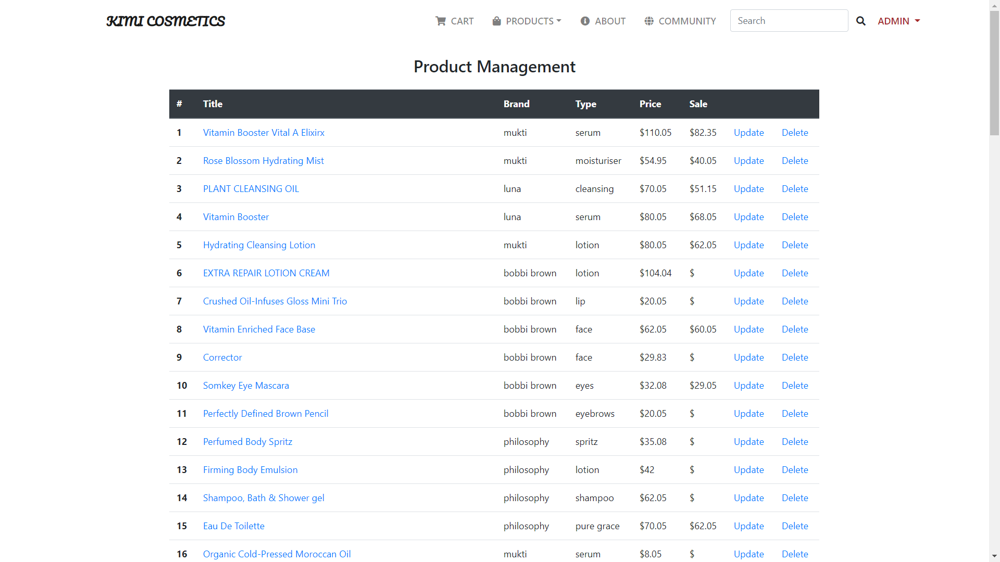 KIMI COSMETICS CART PRODUCTS ABOUT COMMUNITY Search ADMIN
Product Management
# Title Brand Type Price Sale
1 Vitamin Booster Vital A Elixirx mukti serum $110.05 $82.35 Update Delete
2 Rose Blossom Hydrating Mist mukti moisturiser $54.95 $40.05 Update Delete
3 PLANT CLEANSING OIL luna cleansing $70.05 $51.15 Update Delete
4 Vitamin Booster luna serum $80.05 $68.05 Update Delete
5 Hydrating Cleansing Lotion mukti lotion $80.05 $62.05 Update Delete
6 EXTRA REPAIR LOTION CREAM bobbi brown lotion $104.04 $ Update Delete
7 Crushed Oil-Infuses Gloss Mini Trio bobbi brown lip $20.05 $ Update Delete
8 Vitamin Enriched Face Base bobbi brown face $62.05 $60.05 Update Delete
9 Corrector bobbi brown face $29.83 $ Update Delete
10 Somkey Eye Mascara bobbi brown eyes $32.08 $29.05 Update Delete
11 Perfectly Defined Brown Pencil bobbi brown eyebrows $20.05 $ Update Delete
12 Perfumed Body Spritz philosophy spritz $35.08 $ Update Delete
13 Firming Body Emulsion philosophy lotion $42 $ Update Delete
14 Shampoo, Bath & Shower gel philosophy shampoo $62.05 $ Update Delete
15 Eau De Toilette philosophy pure grace $70.05 $62.05 Update Delete
16 Organic Cold-Pressed Moroccan Oil mukti serum $8.05 $ Update Delete